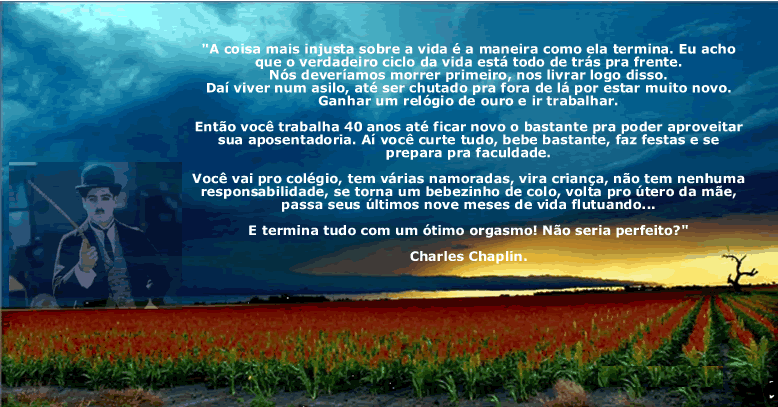 "A coisa mais injusta sobre a vida é a maneira como ela termina. Eu acho
que o verdadeiro ciclo da vida está todo de trás pra frente.
Nós deveríamos morrer primeiro, nos livrar logo disso.
Daí viver num asilo, até ser chutado pra fora de lá por estar muito novo.
Ganhar um relógio de ouro e ir trabalhar.
Então você trabalha 40 anos até ficar novo o bastante pra poder aproveitar
sua aposentadoria. Aí você curte tudo, bebe bastante, faz festas e se
prepara pra faculdade.
Você vai pro colégio, tem várias namoradas, vira criança, não tem nenhuma
responsabilidade, se torna um bebezinho de colo, volta pro útero da mãe,
passa seus últimos nove meses de vida flutuando...
E termina tudo com um ótimo orgasmo! Não seria perfeito?"
Charles Chaplin.